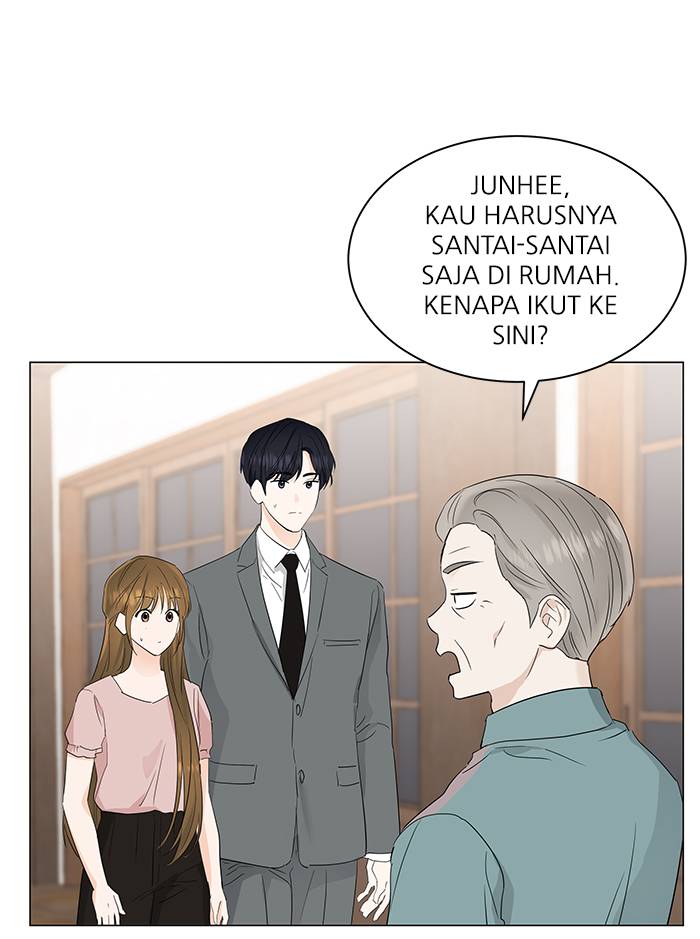 JUNHEE,
KAU HARUSNYA
SANTAI-SANTAI
SAJA DI RUMAH.
KENAPA IKUT KE
SINI?